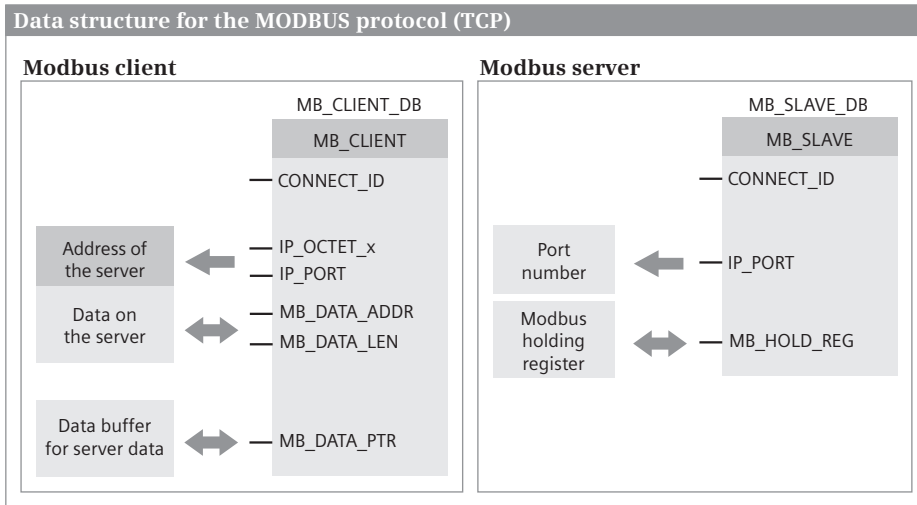 Data structure for the MODBUS protocol (TCP)
Modbus client
MB_CLIENT_DB
MB_CLIENT
CONNECT_ID
Address of
the server
IP_OCTET_x
IP_PORT
Data on
the server
MB_DATA_ADDR
MB_DATA_LEN
Data buffer
for server data
MB_DATA_PTR
Modbus server
MB_SLAVE_DB
MB_SLAVE
CONNECT_ID
Port
number
IP_PORT
Modbus
holding
register
MB_HOLD_REG